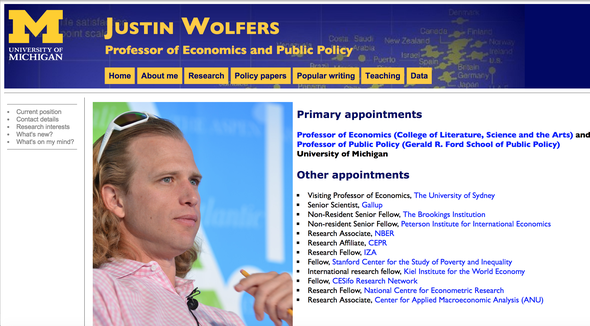 JUSTIN WOLFERS
UNIVERSITY OF
MICHIGAN
Professor of Economics and Public Policy
Home About me Research Policy papers Popular writing Teaching Data
Current position
Contact details
Research interests
What's new?
What's on my mind?
Primary appointments
Professor of Economics (College of Literature, Science and the Arts) and
Professor of Public Policy (Gerald R. Ford School of Public Policy)
University of Michigan
Other appointments
Visiting Professor of Economics, The University of Sydney
Senior Scientist, Gallup
Non-Resident Senior Fellow, The Brookings Institution
Non-resident Senior Fellow, Peterson Institute for International Economics
Research Associate, NBER
Research Affiliate, CEPR
Research Fellow, IZA
Fellow, Stanford Center for the Study of Poverty and Inequality
International research fellow, Kiel Institute for the World Economy
Fellow, CESifo Research Network
Research Fellow, National Centre for Econometric Research
Research Associate, Center for Applied Macroeconomic Analysis (ANU)